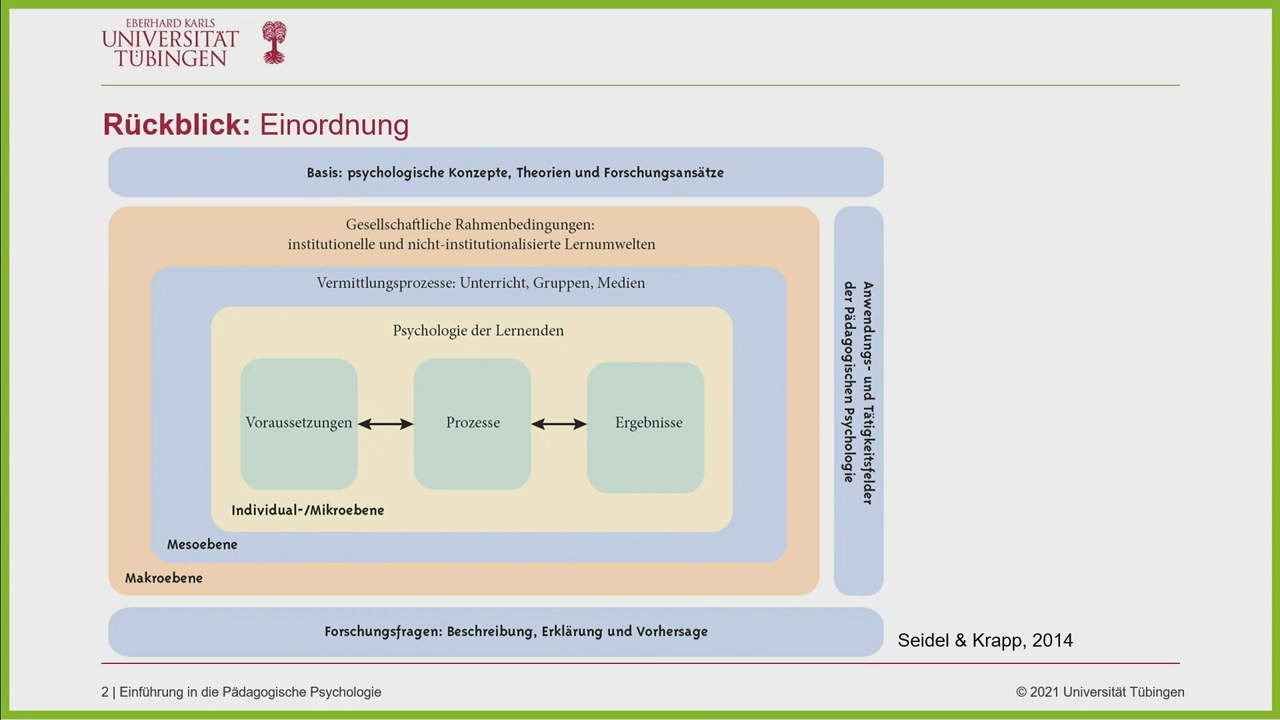 EBERHARD KARLS
UNIVERSITÄT
TÜBINGEN
Rückblick: Einordnung
Basis: psychologische Konzepte, Theorien und Forschungsansätze
Gesellschaftliche Rahmenbedingungen:
institutionelle und nicht-institutionalisierte Lernumwelten
Vermittlungsprozesse: Unterricht, Gruppen, Medien
Psychologie der Lernenden
Voraussetzungen
Prozesse
Ergebnisse
Individual-/Mikroebene
Mesoebene
Makroebene
Anwendungs- und Tätigkeitsfelder
der Pädagogischen Psychologie
Forschungsfragen: Beschreibung, Erklärung und Vorhersage
Seidel & Krapp, 2014
2 | Einführung in die Pädagogische Psychologie
© 2021 Universität Tübingen